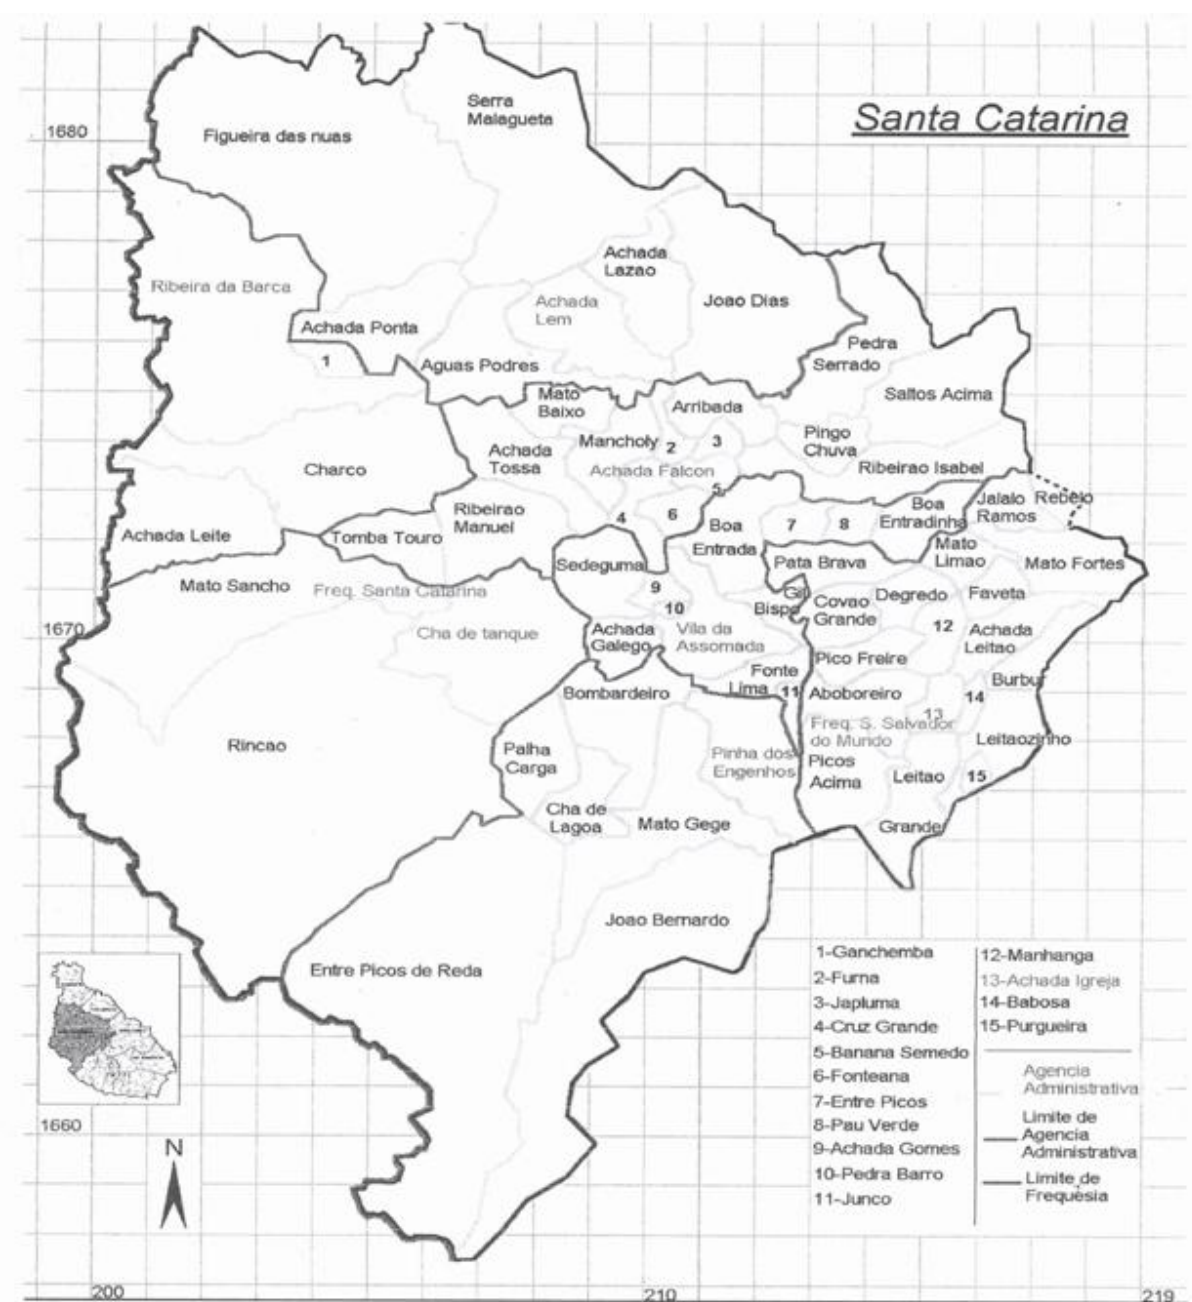 Santa Catarina
1680
Serra
Malagueta
Figueira das nuas
Achada
Lazao
Ribeira da Barca
Achada
Lem
Joao Dias
Achada Ponta
1
Aguas Podres
Pedra
Serrado
Mato
Baixo
Arribada
Saltos Acima
Mancholy
2
3
Pingo
Chuva
Achada
Tossa
Achada Falcon
Charco
Ribeirao Isabel
5
Ribeirao
Manuel
4
6
Boa
Entrada
7
8
Boa
Entradinha
Jalalo
Ramos
Rebelo
Achada Leite
Tomba Touro
Mato
Limao
Mato Fortes
Sedeguma
Pata Brava
Mato Sancho
Freq. Santa Catarina
9
10
Gil
Bispo
Covao
Grande
Degredo
Faveta
1670
Cha de tanque
Achada
Galego
Vila da
Assomada
12
Achada
Leitao
Pico Freire
Fonte
Lima
11
Bombardeiro
Aboboreiro
Burbur
14
13
Freq. S. Salvador
do Mundo
Rincao
Palha
Carga
Pinha dos
Engenhos
Picos
Acima
Leitaozinho
Leitao
15
Grande
Cha de
Lagoa
Mato Gege
Joao Bernardo
Entre Picos de Reda
1-Ganchemba
2-Furna
3-Japluma
4-Cruz Grande
5-Banana Semedo
6-Fonteana
7-Entre Picos
8-Pau Verde
9-Achada Gomes
10-Pedra Barro
11-Junco
12-Manhanga
13-Achada Igreja
14-Babosa
15-Purgueira
Agencia
Administrativa
Limite de
Agencia
Administrativa
Limite de
Frequèsia
1660
N
200
210
219